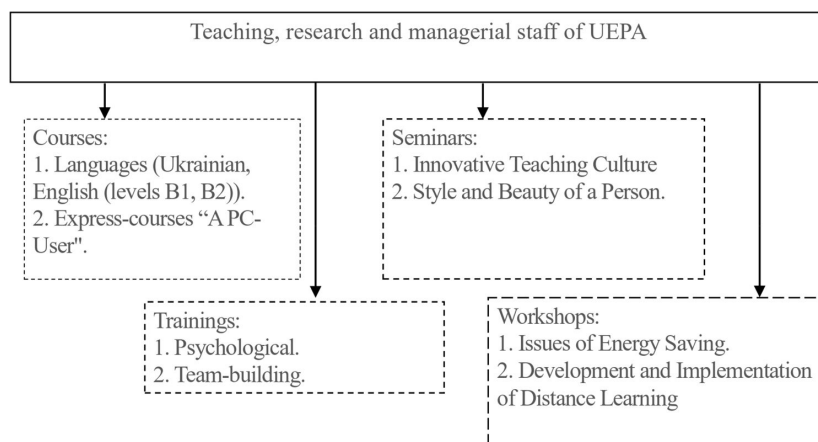 Teaching, research and managerial staff of UEPA
Courses:
1. Languages (Ukrainian,
English (levels B1, B2)).
2. Express-courses “A PC-
User".
Seminars:
1. Innovative Teaching Culture
2. Style and Beauty of a Person.
Trainings:
1. Psychological.
2. Team-building.
Workshops:
1. Issues of Energy Saving.
2. Development and Implementation
of Distance Learning